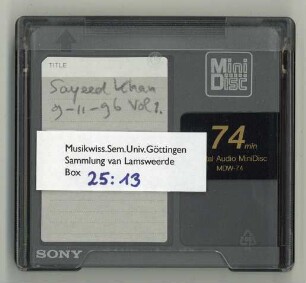 TITLE
Mini
Disc
Sayeed Khan
9-11-96 Vol 1.
74 min
Musikwiss.Sem.Univ.Göttingen
Sammlung van Lamsweerde
Box 25:13
tal Audio MiniDisc
MDW-74
SONY